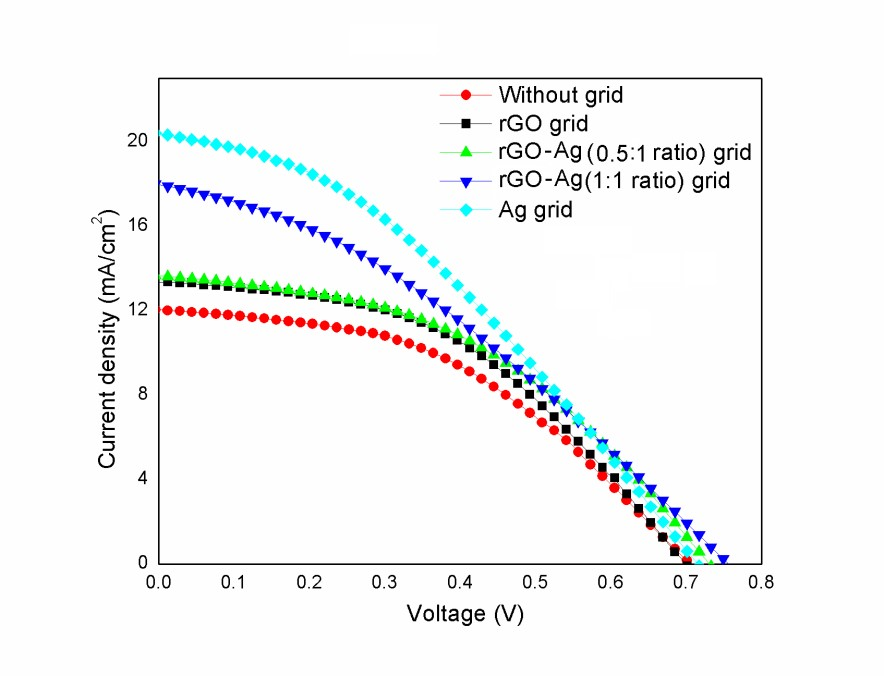 Without grid
rGO grid
rGO-Ag (0.5:1 ratio) grid
rGO-Ag (1:1 ratio) grid
Ag grid
20
16
12
8
4
0
Current density (mA/cm²)
0.0 0.1 0.2 0.3 0.4 0.5 0.6 0.7 0.8
Voltage (V)